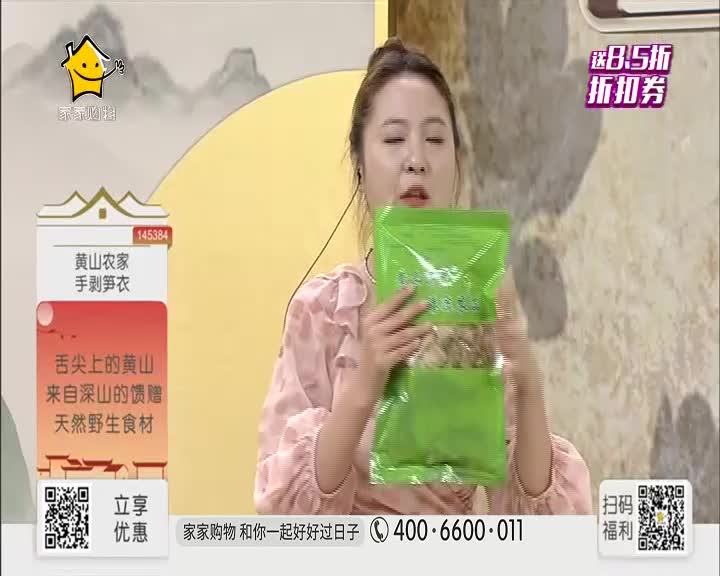 家家购物
送8.5折
折扣券
145384
黄山农家
手剥笋衣
舌尖上的黄山
来自深山的馈赠
天然野生食材
立享
优惠
家家购物 和你一起好好过日子
400·6600·011
扫码
福利